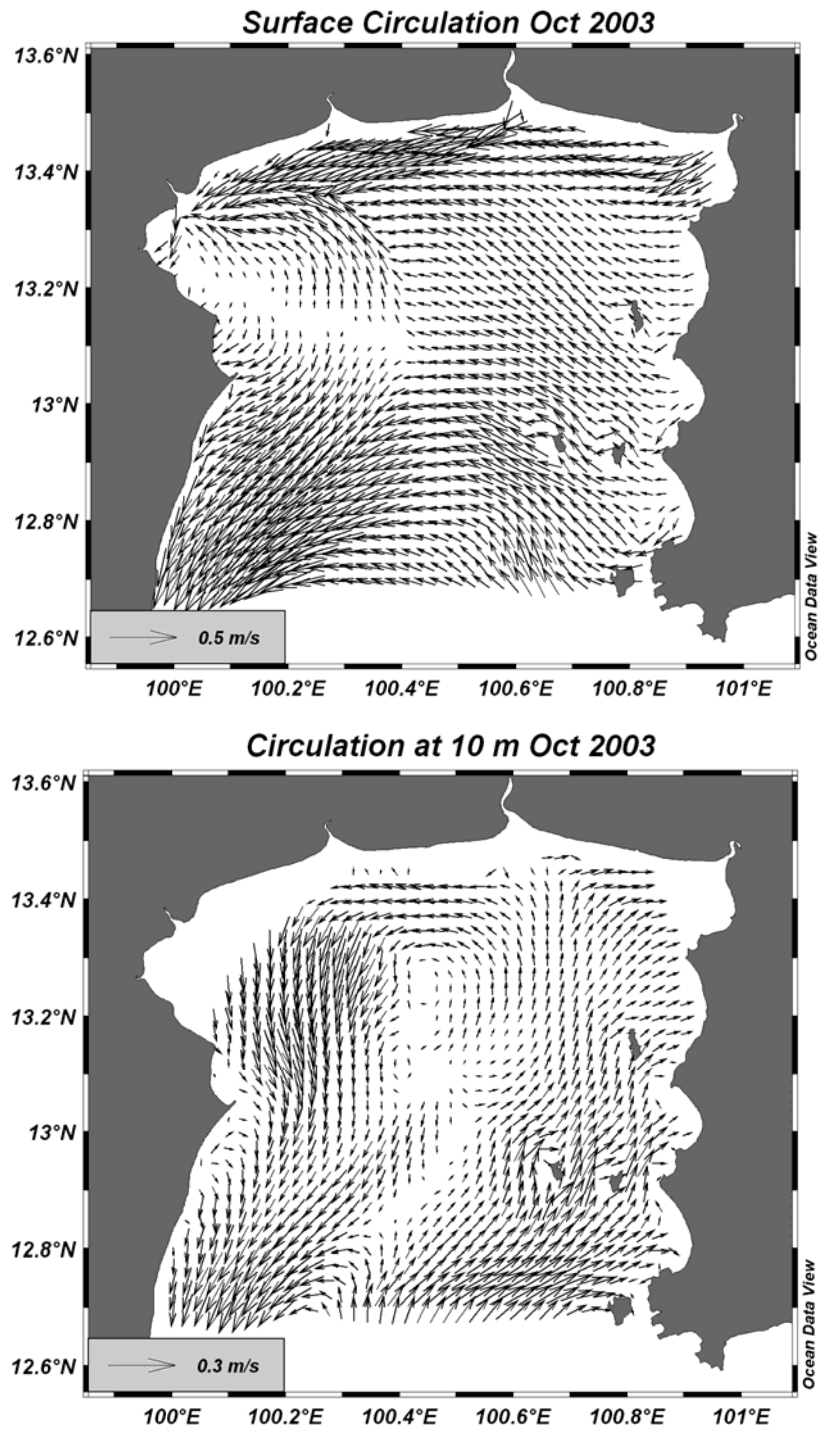 Surface Circulation Oct 2003
13.6°N
13.4°N
13.2°N
13°N
12.8°N
12.6°N
0.5 m/s
100°E 100.2°E 100.4°E 100.6°E 100.8°E 101°E
Ocean Data View
Circulation at 10 m Oct 2003
13.6°N
13.4°N
13.2°N
13°N
12.8°N
12.6°N
0.3 m/s
100°E 100.2°E 100.4°E 100.6°E 100.8°E 101°E
Ocean Data View